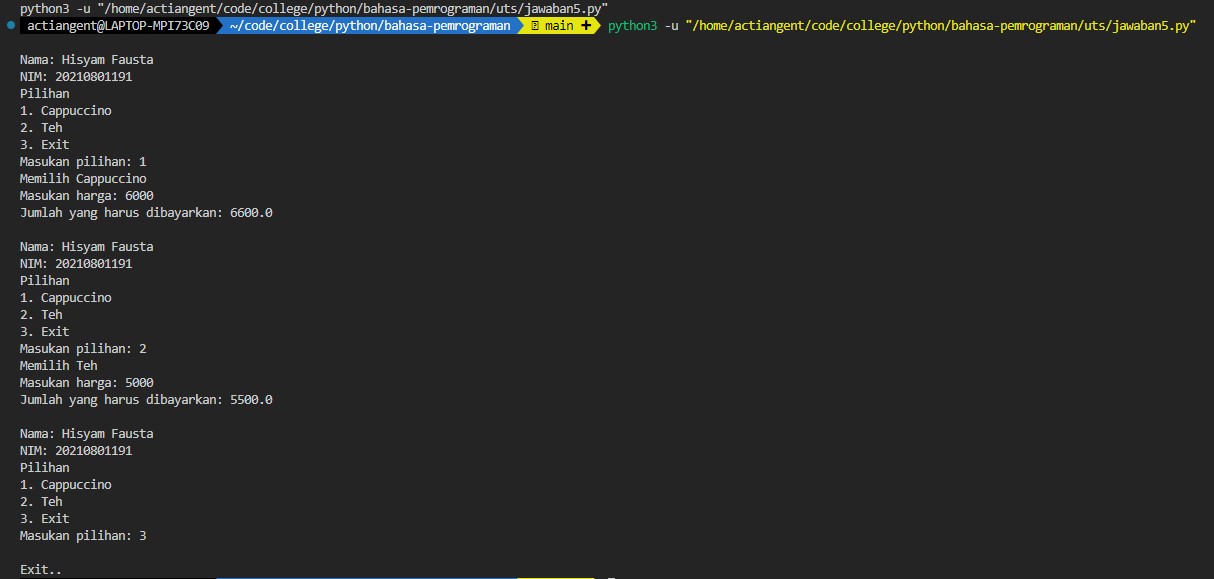 python3 -u "/home/actiangent/code/college/python/bahasa-pemrograman/uts/jawaban5.py"
actiangent@LAPTOP-MPI73C09 ~/code/college/python/bahasa-pemrograman main + python3 -u "/home/actiangent/code/college/python/bahasa-pemrograman/uts/jawaban5.py"
Nama: Hisyam Fausta
NIM: 20210801191
Pilihan
1. Cappuccino
2. Teh
3. Exit
Masukan pilihan: 1
Memilih Cappuccino
Masukan harga: 6000
Jumlah yang harus dibayarkan: 6600.0
Nama: Hisyam Fausta
NIM: 20210801191
Pilihan
1. Cappuccino
2. Teh
3. Exit
Masukan pilihan: 2
Memilih Teh
Masukan harga: 5000
Jumlah yang harus dibayarkan: 5500.0
Nama: Hisyam Fausta
NIM: 20210801191
Pilihan
1. Cappuccino
2. Teh
3. Exit
Masukan pilihan: 3
Exit..